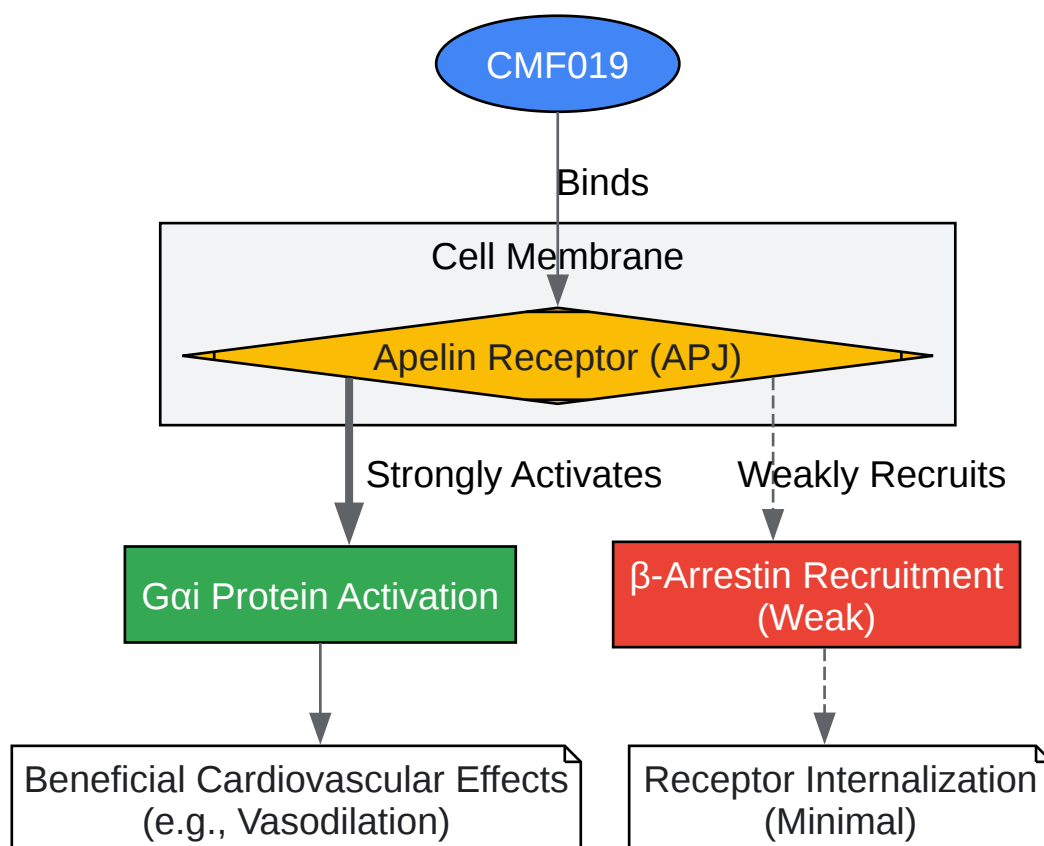 CMF019
Binds
Cell Membrane
Apelin Receptor (APJ)
Strongly Activates
Weakly Recruits
Gαi Protein Activation
β-Arrestin Recruitment
(Weak)
Beneficial Cardiovascular Effects
(e.g., Vasodilation)
Receptor Internalization
(Minimal)